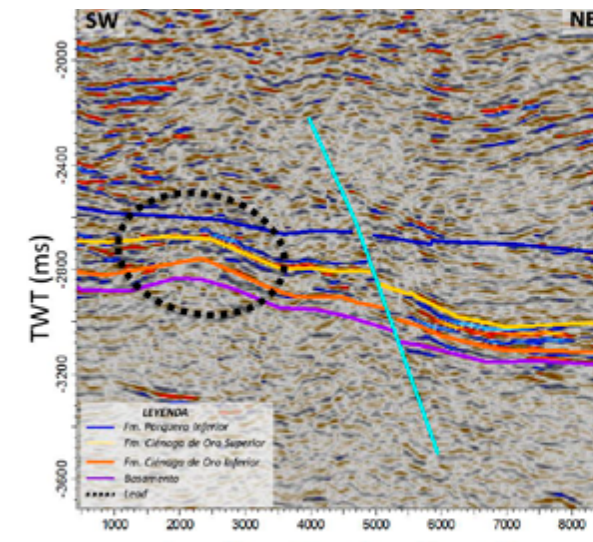 SW NE
-2000
-2400
-2800
-3200
-3600
TWT (ms)
LEYENDA
Fm. Porquero Inferior
Fm. Ciénaga de Oro Superior
Fm. Ciénaga de Oro Inferior
Basamento
Lead
1000 2000 3000 4000 5000 6000 7000 8000